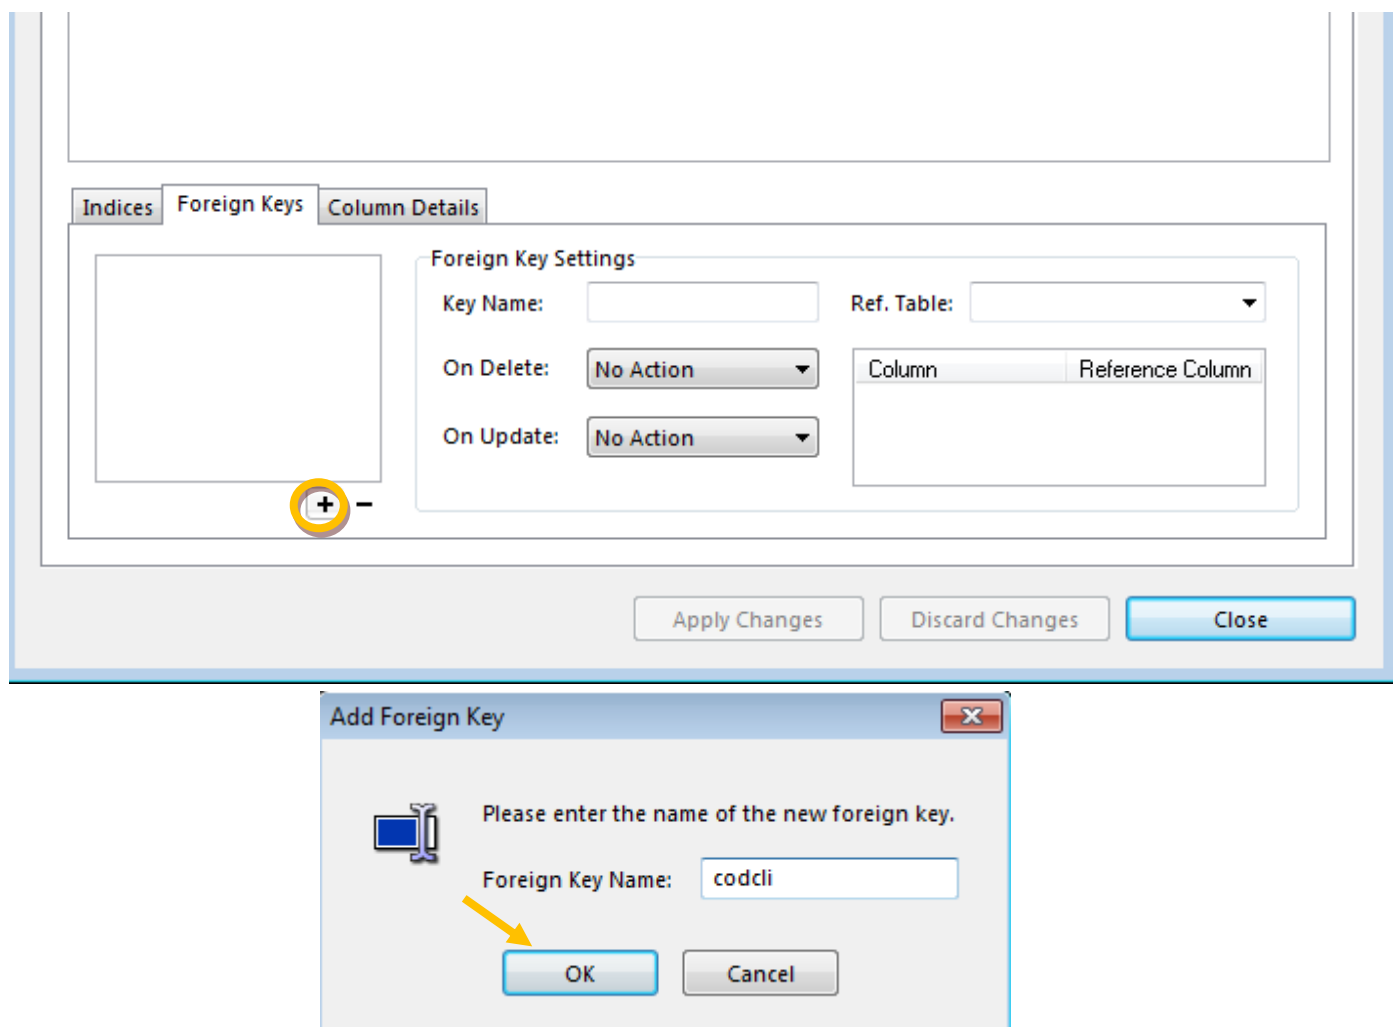 Indices Foreign Keys Column Details
Foreign Key Settings
Key Name: Ref. Table:
On Delete: No Action Column Reference Column
On Update: No Action
+ −
Apply Changes Discard Changes Close
Add Foreign Key
Please enter the name of the new foreign key.
Foreign Key Name: codcli
OK Cancel